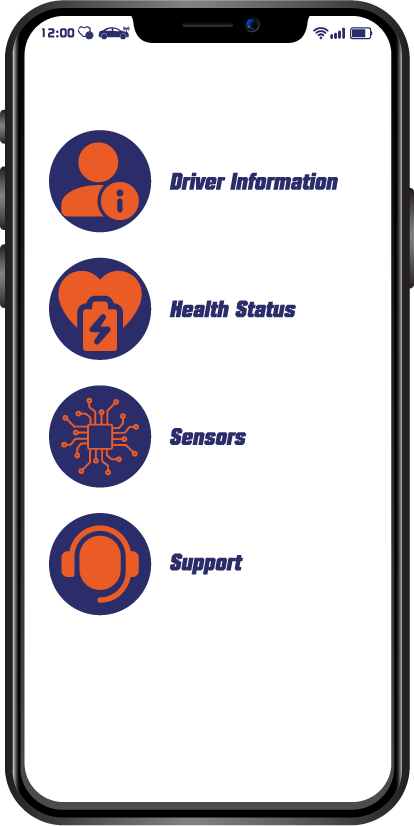 12:00
Driver Information
Health Status
Sensors
Support